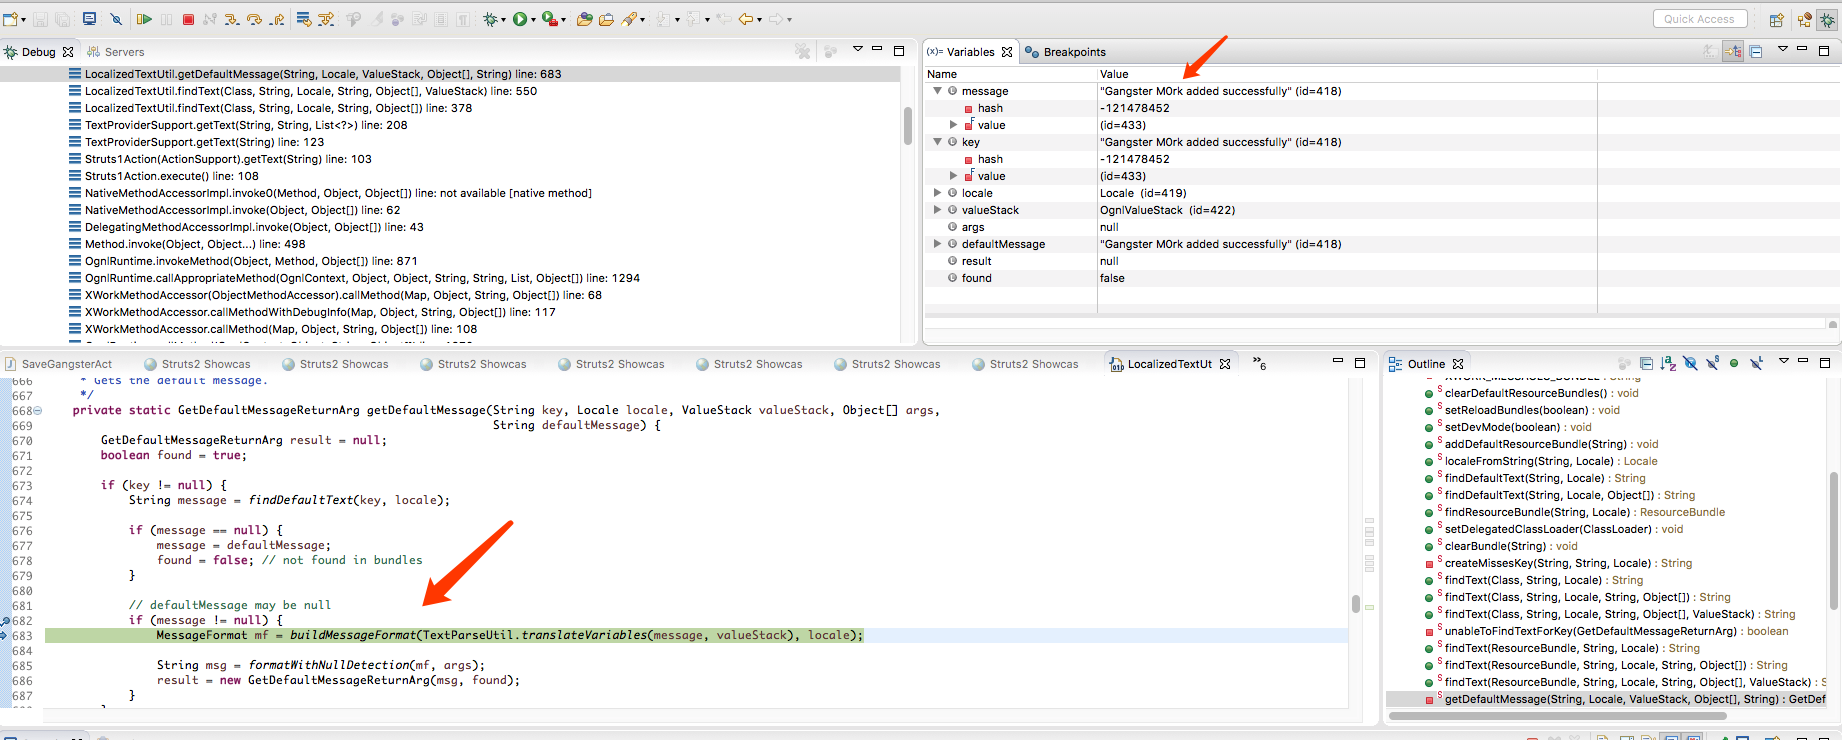 Quick Access
Debug
Servers
LocalizedTextUtil.getDefaultMessage(String, Locale, ValueStack, Object[], String) line: 683
LocalizedTextUtil.findText(Class, String, Locale, String, Object[], ValueStack) line: 550
LocalizedTextUtil.findText(Class, String, Locale, String, Object[]) line: 378
TextProviderSupport.getText(String, String, List<?>) line: 208
TextProviderSupport.getText(String) line: 123
Struts1Action(ActionSupport).getText(String) line: 103
Struts1Action.execute() line: 108
NativeMethodAccessorImpl.invoke0(Method, Object, Object[]) line: not available [native method]
NativeMethodAccessorImpl.invoke(Object, Object[]) line: 62
DelegatingMethodAccessorImpl.invoke(Object, Object[]) line: 43
Method.invoke(Object, Object...) line: 498
OgnlRuntime.invokeMethod(Object, Method, Object[]) line: 871
OgnlRuntime.callAppropriateMethod(OgnlContext, Object, Object, String, String, List, Object[]) line: 1294
XWorkMethodAccessor(ObjectMethodAccessor).callMethod(Map, Object, String, Object[]) line: 68
XWorkMethodAccessor.callMethodWithDebugInfo(Map, Object, String, Object[]) line: 117
XWorkMethodAccessor.callMethod(Map, Object, String, Object[]) line: 108
(x)= Variables
Breakpoints
Name Value
message "Gangster M0rk added successfully" (id=418)
hash -121478452
value (id=433)
key "Gangster M0rk added successfully" (id=418)
hash -121478452
value (id=433)
locale Locale (id=419)
valueStack OgnlValueStack (id=422)
args null
defaultMessage "Gangster M0rk added successfully" (id=418)
result null
found false
SaveGangsterAct
Struts2 Showcas
Struts2 Showcas
Struts2 Showcas
Struts2 Showcas
Struts2 Showcas
Struts2 Showcas
Struts2 Showcas
LocalizedTextUt
»6
666 * Gets the default message.
667 */
668 private static GetDefaultMessageReturnArg getDefaultMessage(String key, Locale locale, ValueStack valueStack, Object[] args,
669 String defaultMessage) {
670 GetDefaultMessageReturnArg result = null;
671 boolean found = true;
672
673 if (key != null) {
674 String message = findDefaultText(key, locale);
675
676 if (message == null) {
677 message = defaultMessage;
678 found = false; // not found in bundles
679 }
680
681 // defaultMessage may be null
682 if (message != null) {
683 MessageFormat mf = buildMessageFormat(TextParseUtil.translateVariables(message, valueStack), locale);
684
685 String msg = formatWithNullDetection(mf, args);
686 result = new GetDefaultMessageReturnArg(msg, found);
687 }
Outline
XWORK_MESSAGES_BUNDLE : String
clearDefaultResourceBundles() : void
setReloadBundles(boolean) : void
setDevMode(boolean) : void
addDefaultResourceBundle(String) : void
localeFromString(String, Locale) : Locale
findDefaultText(String, Locale) : String
findDefaultText(String, Locale, Object[]) : String
findResourceBundle(String, Locale) : ResourceBundle
setDelegatedClassLoader(ClassLoader) : void
clearBundle(String) : void
createMissesKey(String, String, Locale) : String
findText(Class, String, Locale) : String
findText(Class, String, Locale, String, Object[]) : String
findText(Class, String, Locale, String, Object[], ValueStack) : String
unableToFindTextForKey(GetDefaultMessageReturnArg) : boolean
findText(ResourceBundle, String, Locale) : String
findText(ResourceBundle, String, Locale, String, Object[]) : String
findText(ResourceBundle, String, Locale, String, Object[], ValueStack) : S
getDefaultMessage(String, Locale, ValueStack, Object[], String) : GetDef